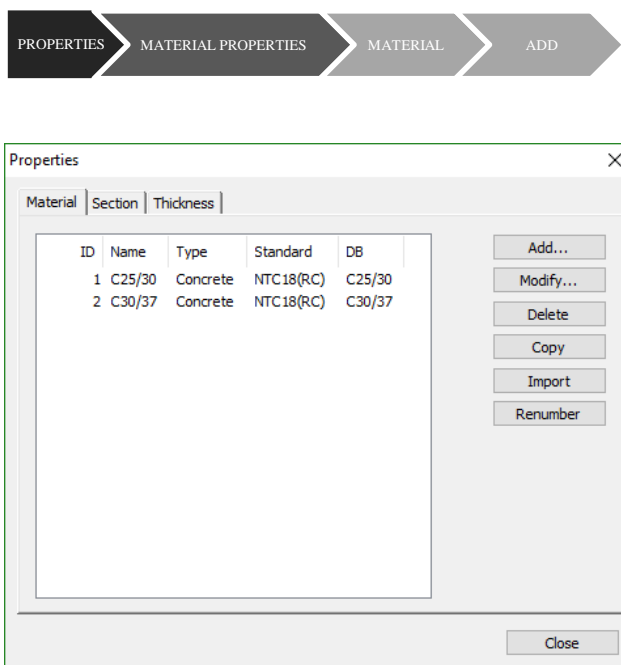 PROPERTIES MATERIAL PROPERTIES MATERIAL ADD
Properties
Material Section Thickness
ID Name Type Standard DB
1 C25/30 Concrete NTC18(RC) C25/30
2 C30/37 Concrete NTC18(RC) C30/37
Add...
Modify...
Delete
Copy
Import
Renumber
Close